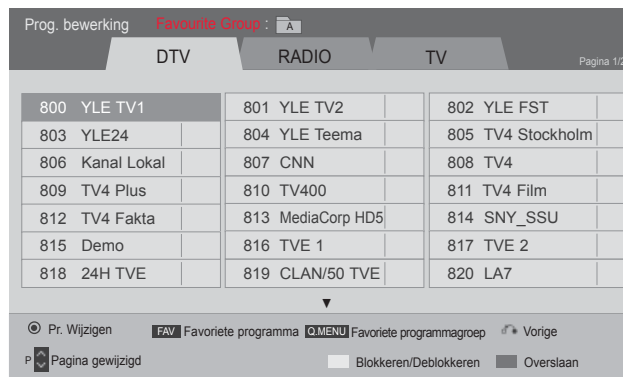 Prog. bewerking Favourite Group : A
DTV RADIO TV Pagina 1/2
800 YLE TV1 801 YLE TV2 802 YLE FST
803 YLE24 804 YLE Teema 805 TV4 Stockholm
806 Kanal Lokal 807 CNN 808 TV4
809 TV4 Plus 810 TV400 811 TV4 Film
812 TV4 Fakta 813 MediaCorp HD5 814 SNY_SSU
815 Demo 816 TVE 1 817 TVE 2
818 24H TVE 819 CLAN/50 TVE 820 LA7
Pr. Wijzigen FAV Favoriete programma Q.MENU Favoriete programmagroep Vorige
P Pagina gewijzigd Blokkeren/Deblokkeren Overslaan